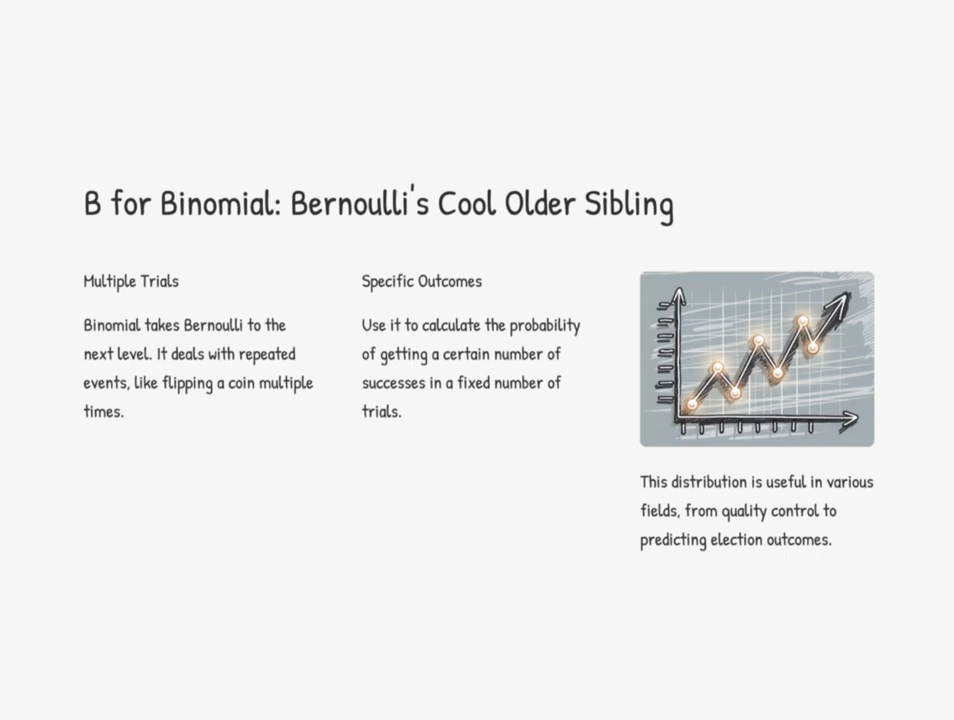 B for Binomial: Bernoulli's Cool Older Sibling
Multiple Trials
Binomial takes Bernoulli to the
next level. It deals with repeated
events, like flipping a coin multiple
times.
Specific Outcomes
Use it to calculate the probability
of getting a certain number of
successes in a fixed number of
trials.
This distribution is useful in various
fields, from quality control to
predicting election outcomes.